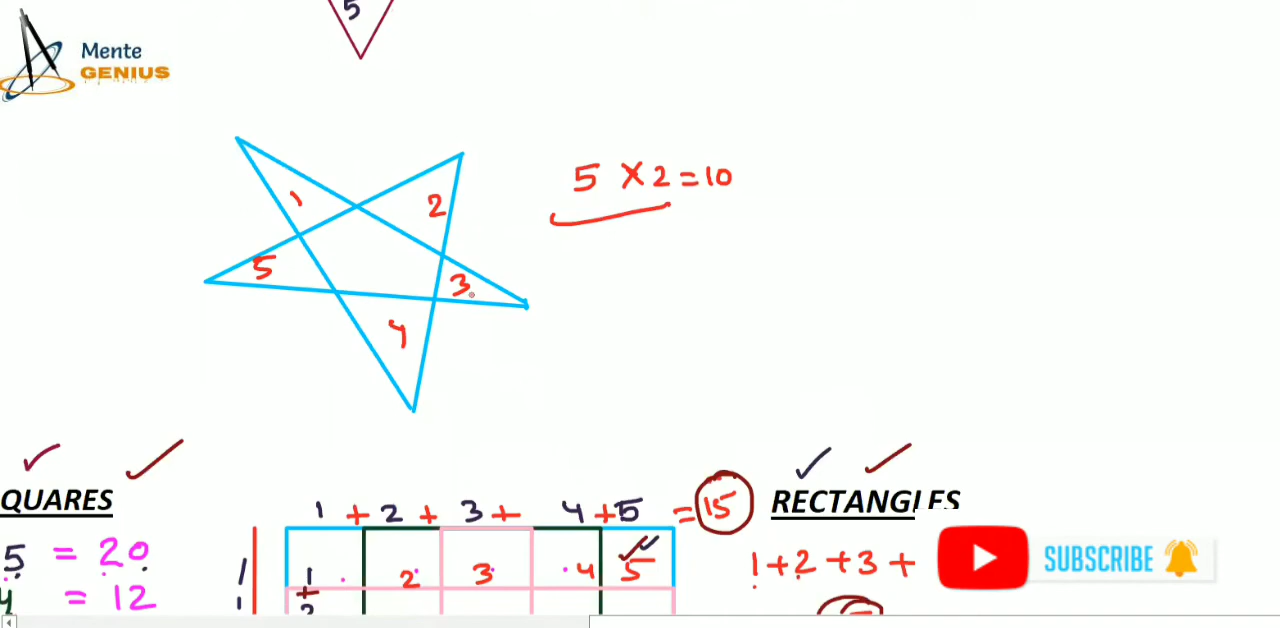 5
Mente
GENIUS
5 × 2 = 10
1
2
5
3
4
QUARES
1 + 2 + 3 + 4 + 5 = 15
RECTANGLES
5 = 20
4 = 12
1
2 3 4 5
+
1 + 2 + 3 +
SUBSCRIBE